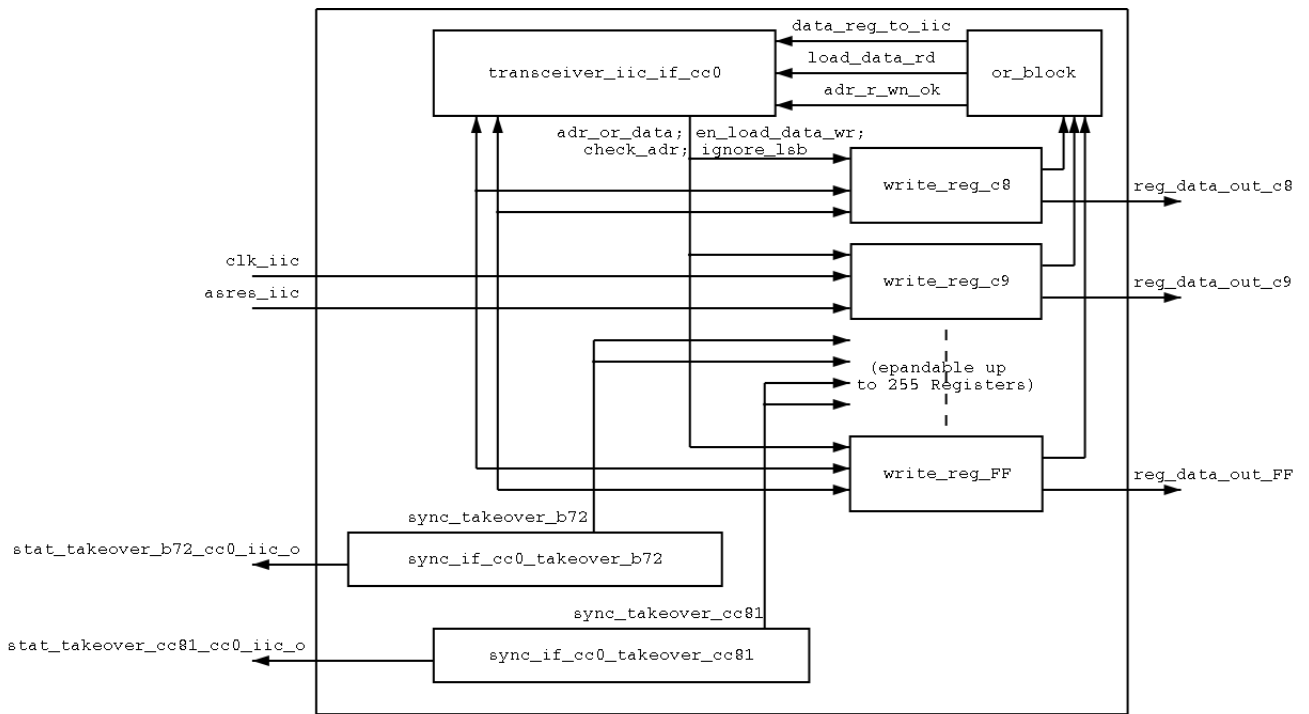 data_reg_to_iic
transceiver_iic_if_cc0
load_data_rd
or_block
adr_r_wn_ok
adr_or_data; en_load_data_wr;
check_adr; ignore_lsb
write_reg_c8
reg_data_out_c8
clk_iic
write_reg_c9
asres_iic
reg_data_out_c9
(epandable up
to 255 Registers)
write_reg_FF
reg_data_out_FF
sync_takeover_b72
stat_takeover_b72_cc0_iic_o
sync_if_cc0_takeover_b72
sync_takeover_cc81
stat_takeover_cc81_cc0_iic_o
sync_if_cc0_takeover_cc81